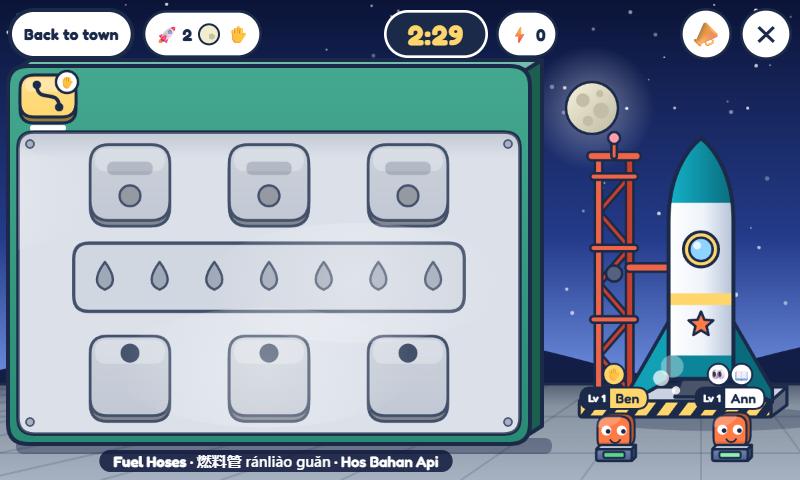 Back to town
2
2:29
0
Lv 1 Ben
Lv 1 Ann
Fuel Hoses · 燃料管 ránliào guǎn · Hos Bahan Api